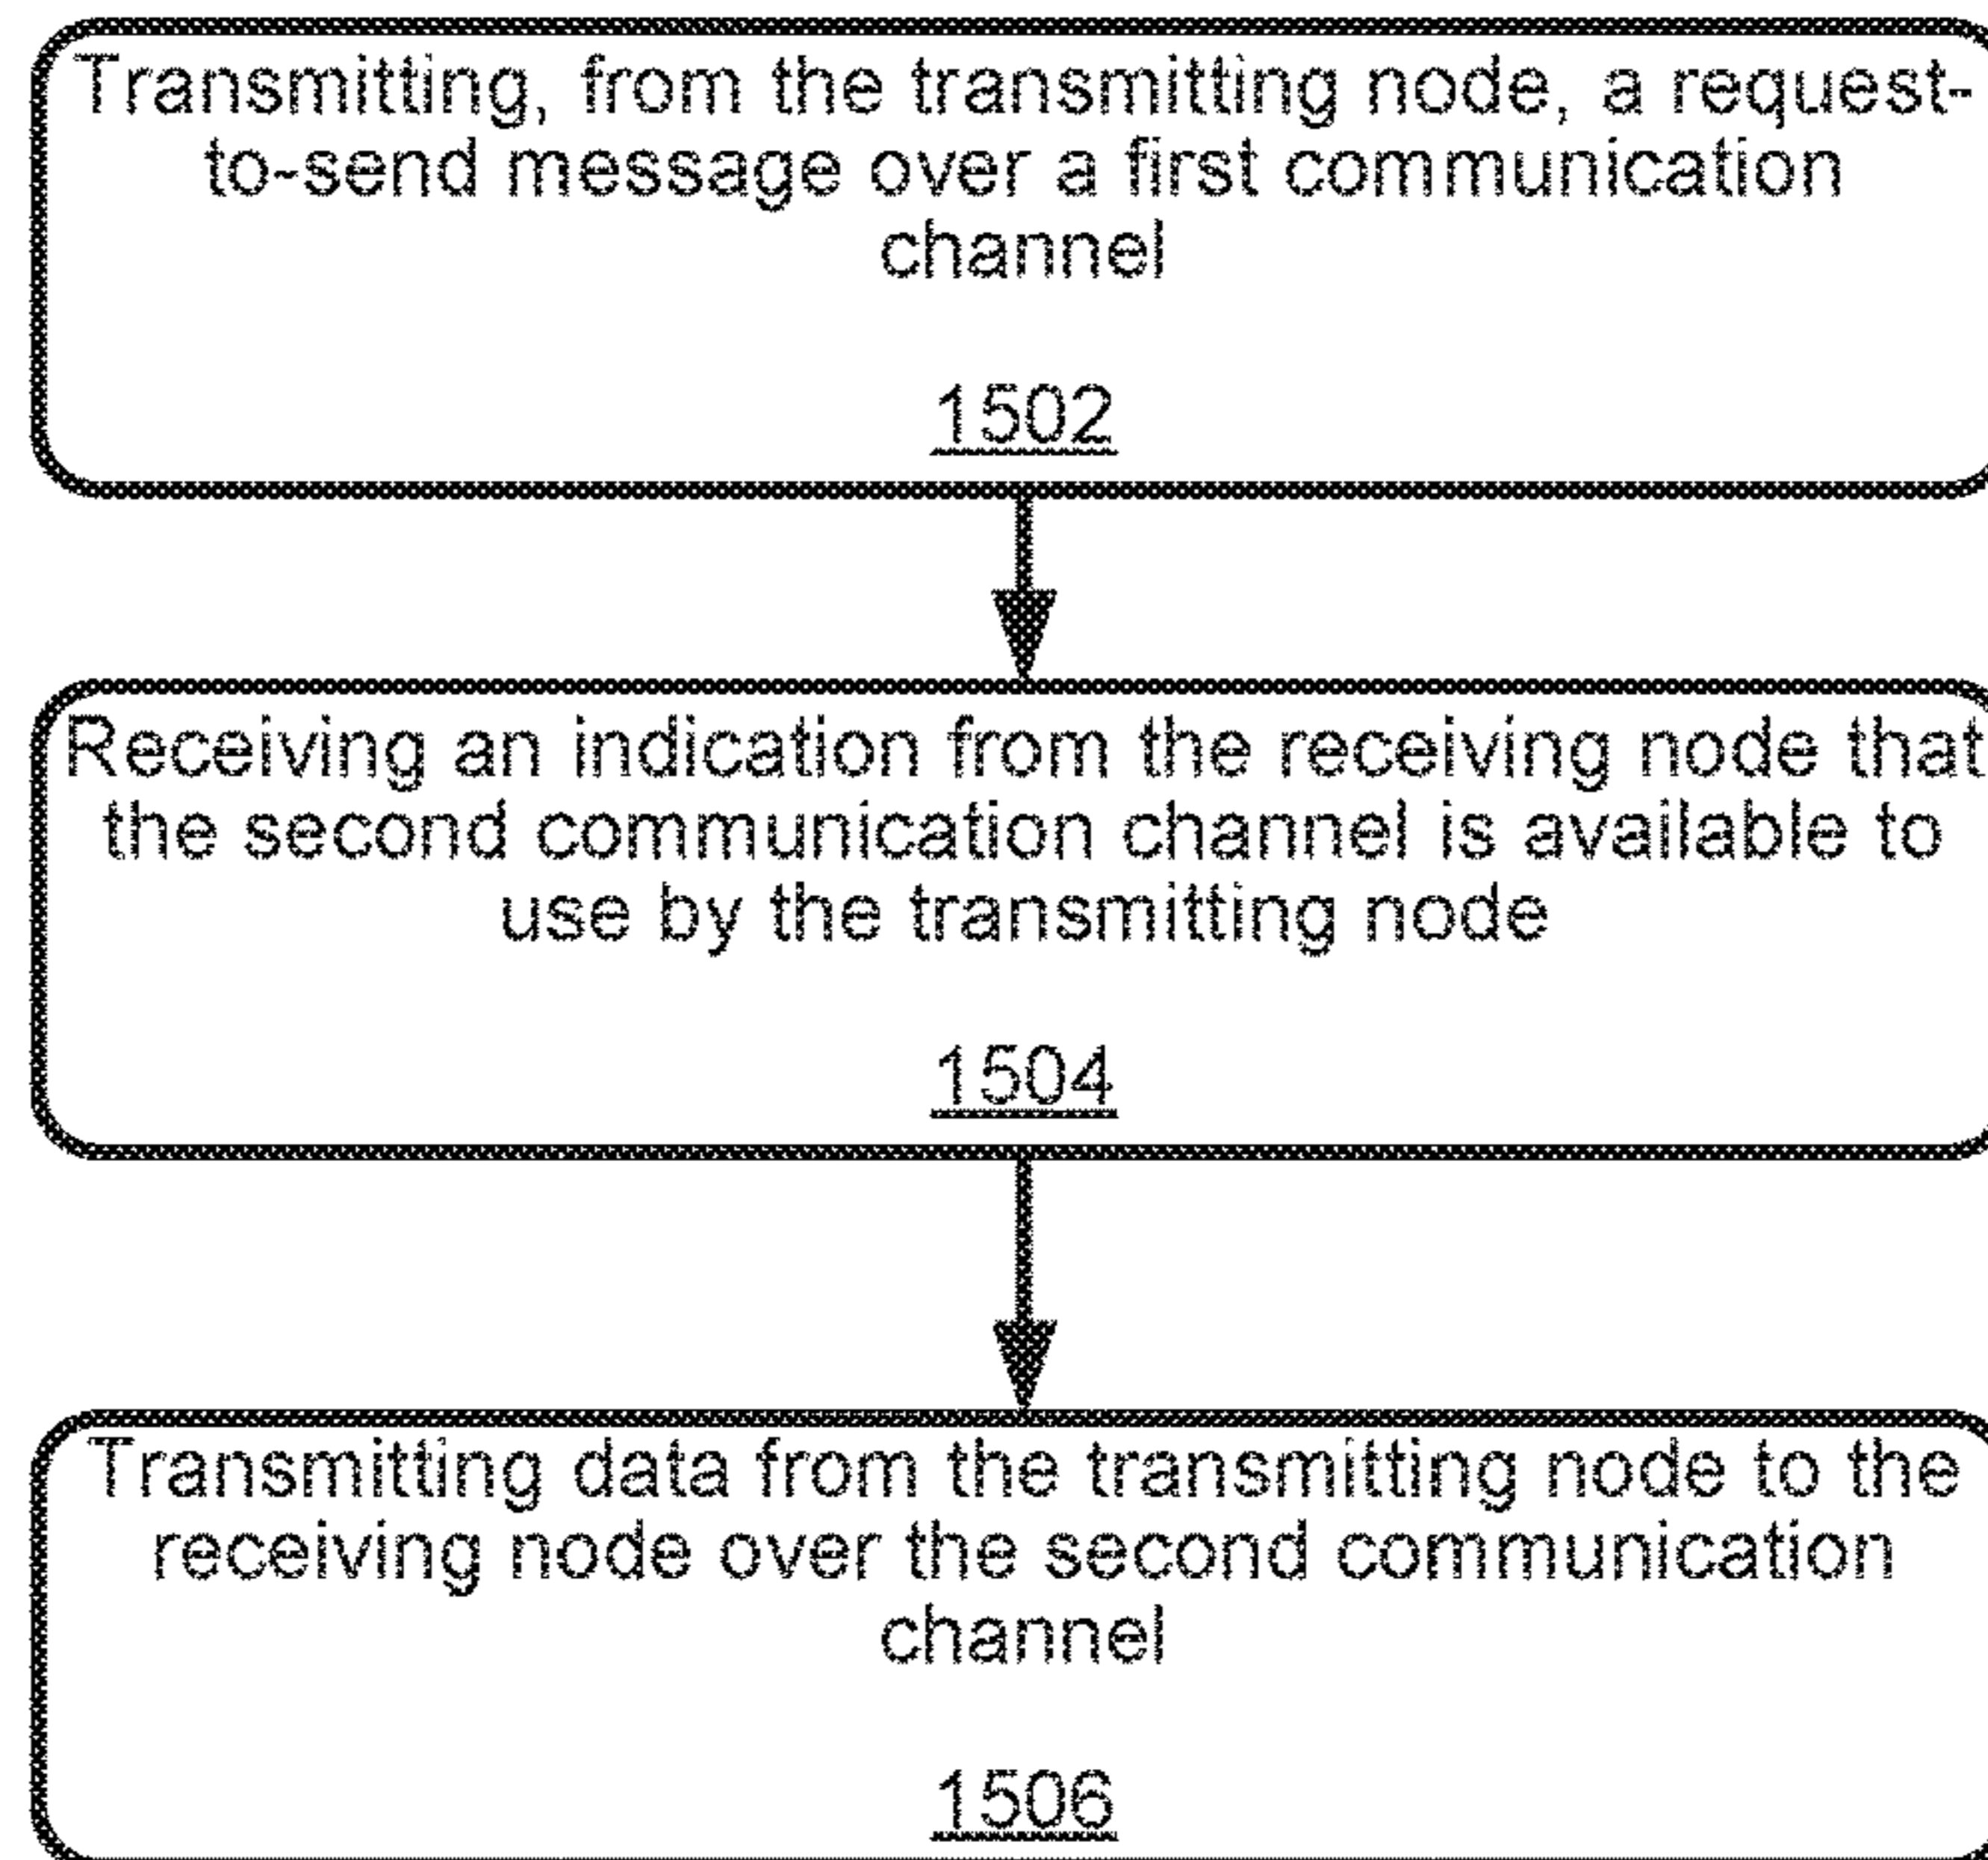 Transmitting, from the transmitting node, a request-
to-send message over a first communication
channel
1502
Receiving an indication from the receiving node that
the second communication channel is available to
use by the transmitting node
1504
Transmitting data from the transmitting node to the
receiving node over the second communication
channel
1506